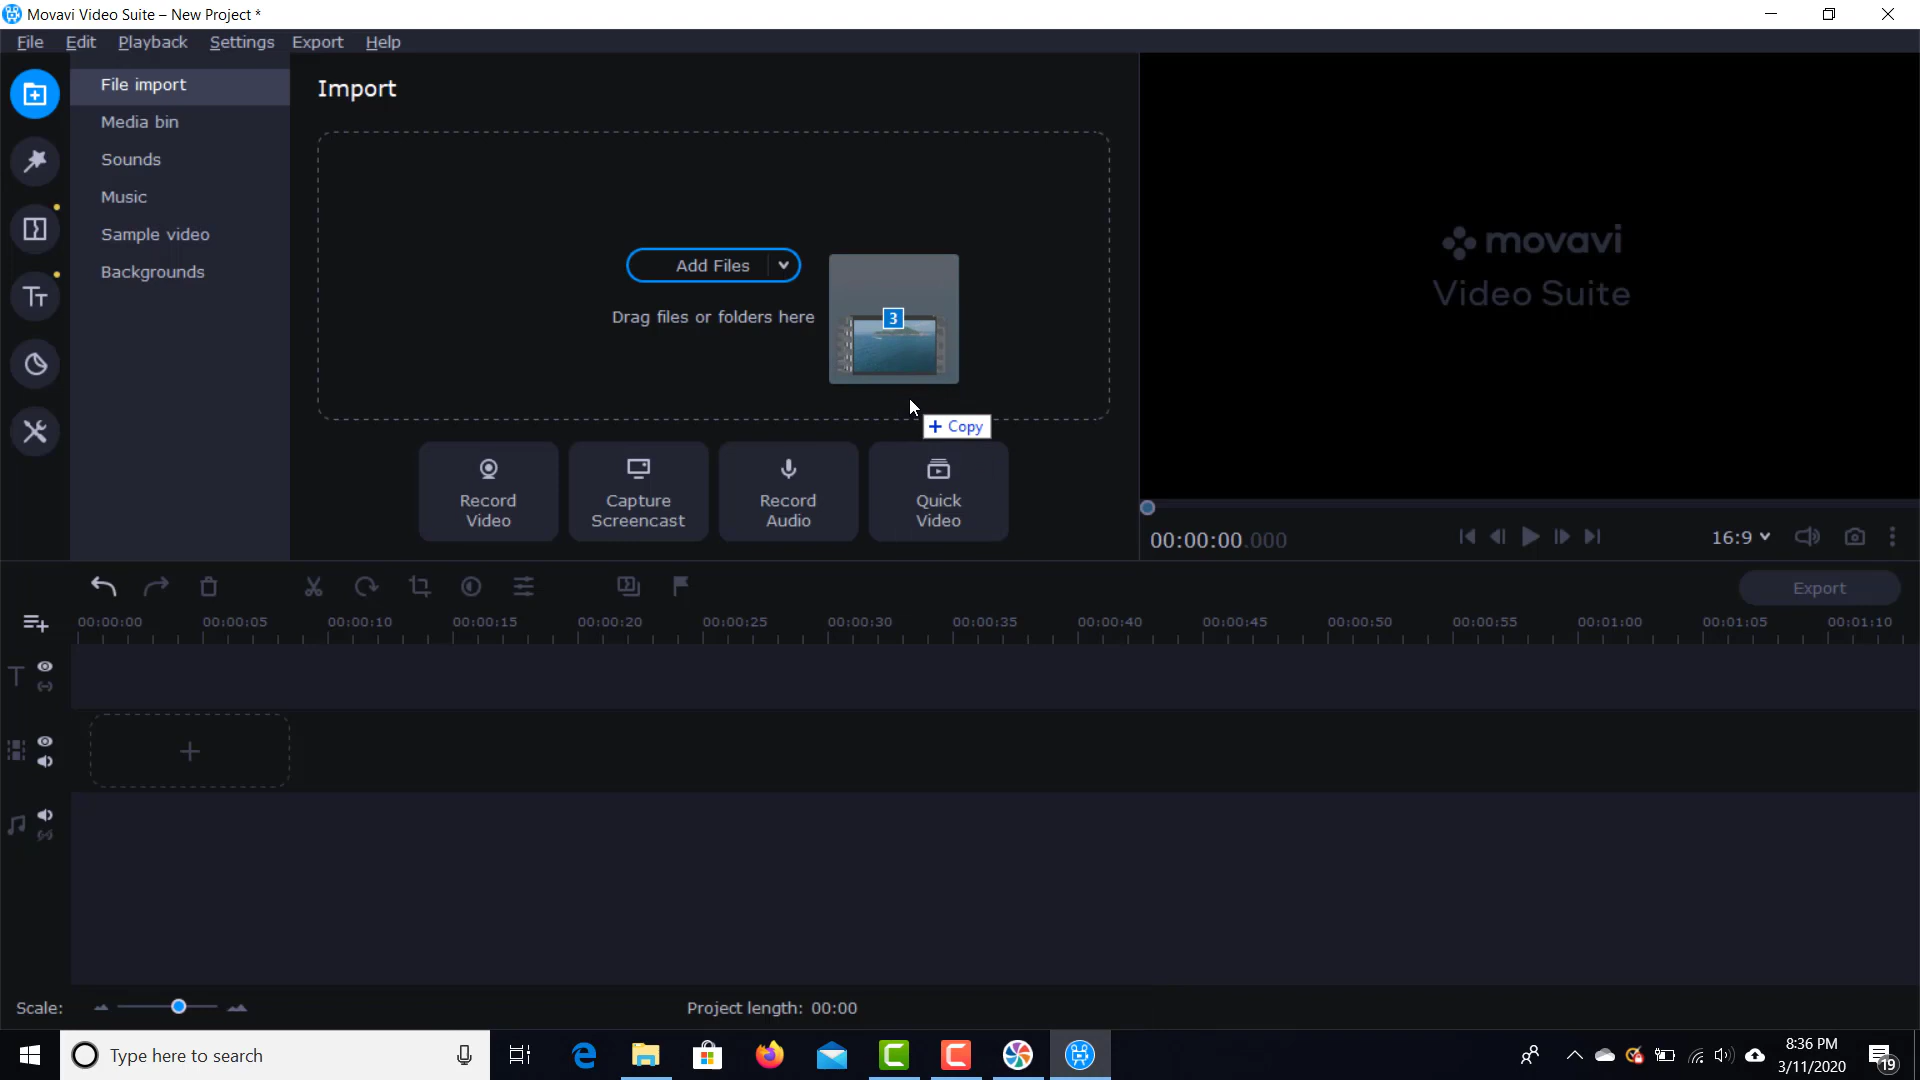 Movavi Video Suite – New Project *
File Edit Playback Settings Export Help
File import
Media bin
Sounds
Music
Sample video
Backgrounds
Import
Add Files
Drag files or folders here
3
+ Copy
Record Video
Capture Screencast
Record Audio
Quick Video
movavi
Video Suite
00:00:00.000
16:9
Export
00:00:00 00:00:05 00:00:10 00:00:15 00:00:20 00:00:25 00:00:30 00:00:35 00:00:40 00:00:45 00:00:50 00:00:55 00:01:00 00:01:05 00:01:10
Scale:
Project length: 00:00
Type here to search
8:36 PM
3/11/2020
19